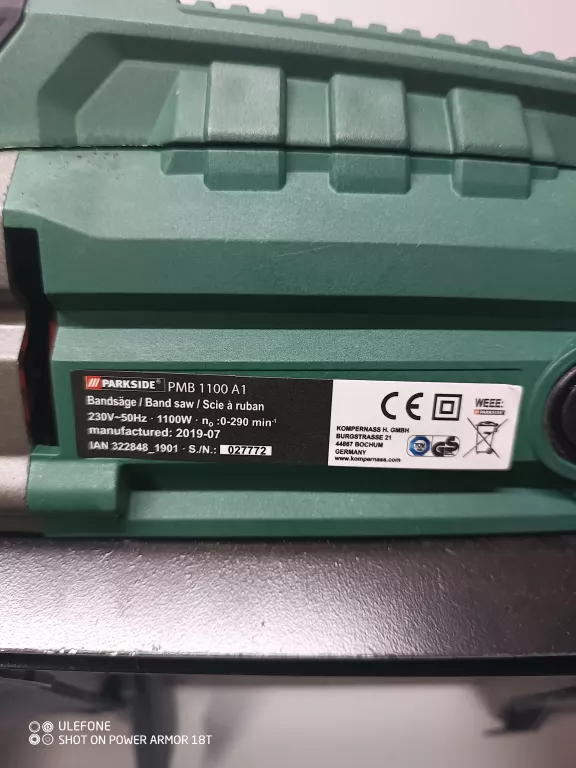 /// PARKSIDE® PMB 1100 A1
Bandsäge / Band saw / Scie à ruban
230V~50Hz · 1100W · n₀ :0-290 min⁻¹
manufactured: 2019-07
IAN 322848_1901 · S./N.: 027772
KOMPERNASS H. GMBH
BURGSTRASSE 21
44867 BOCHUM
GERMANY
www.kompernass.com
CE
WEEE:
/// PARKSIDE
GS
ULEFONE
SHOT ON POWER ARMOR 18T